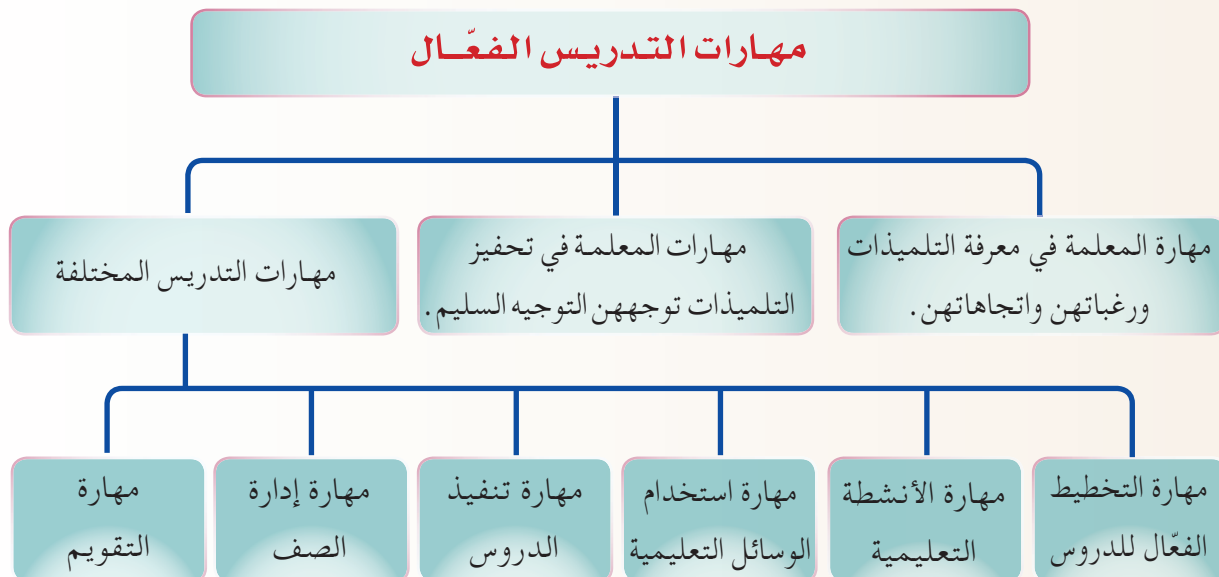 مهارات التدريس الفعّال
مهارة المعلمة في معرفة التلميذات
ورغباتهن واتجاهاتهن.
مهارات المعلمة في تحفيز
التلميذات توجههن التوجيه السليم.
مهارات التدريس المختلفة
مهارة التخطيط
الفعّال للدروس
مهارة الأنشطة
التعليمية
مهارة استخدام
الوسائل التعليمية
مهارة تنفيذ
الدروس
مهارة إدارة
الصف
مهارة
التقويم